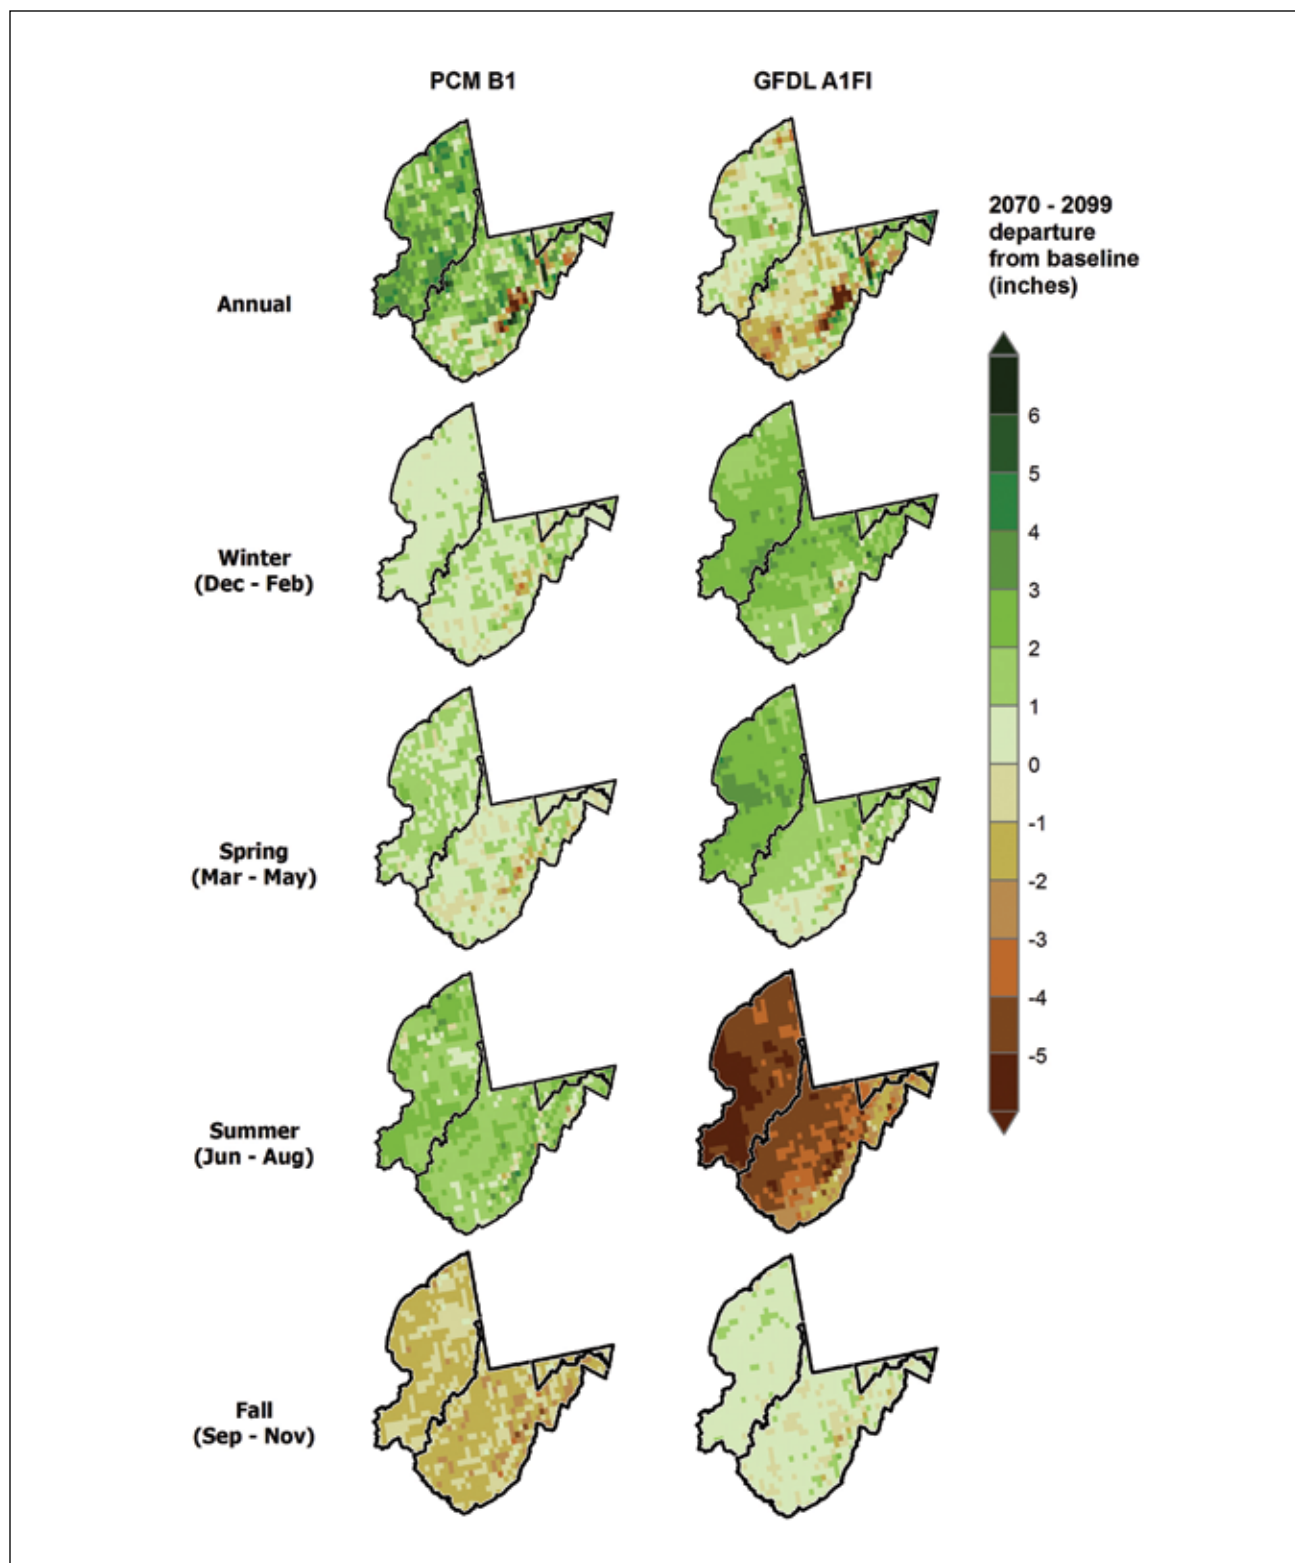 PCM B1
GFDL A1FI
2070 - 2099
departure
from baseline
(inches)
Annual
6
5
4
Winter
(Dec - Feb)
3
2
1
0
Spring
(Mar - May)
-1
-2
-3
-4
-5
Summer
(Jun - Aug)
Fall
(Sep - Nov)